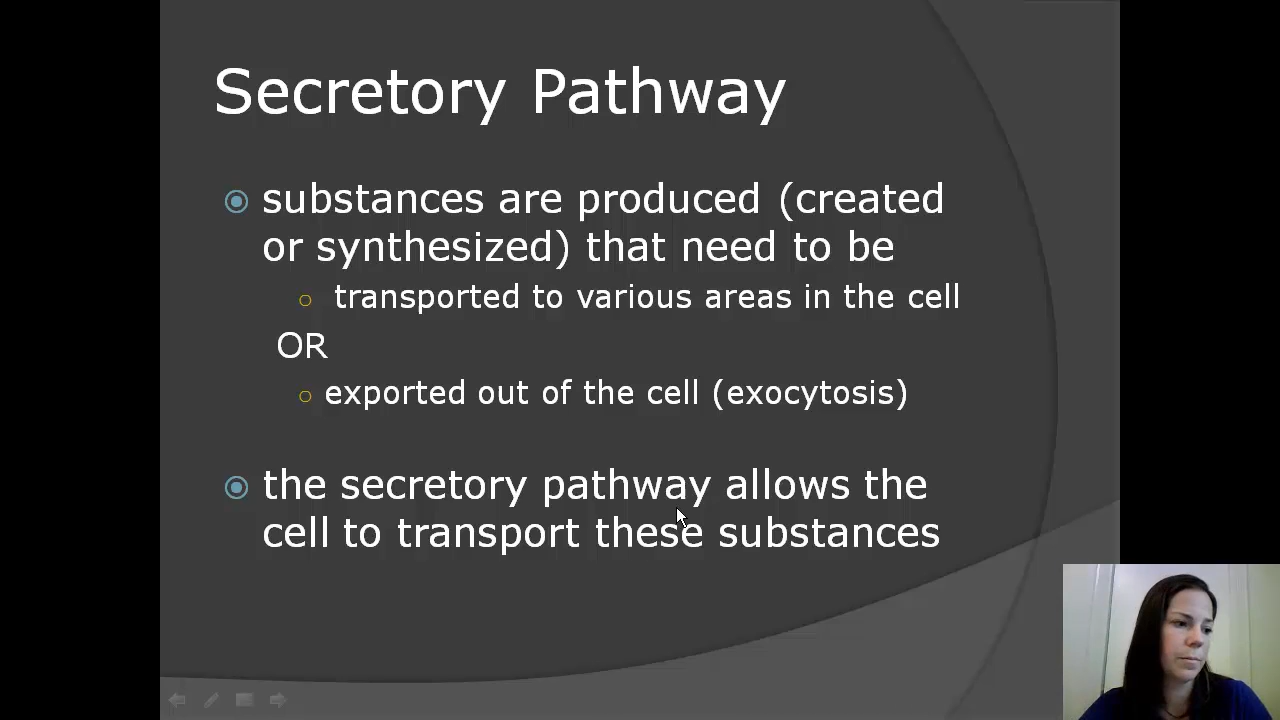 Secretory Pathway
substances are produced (created
or synthesized) that need to be
transported to various areas in the cell
OR
exported out of the cell (exocytosis)
the secretory pathway allows the
cell to transport these substances